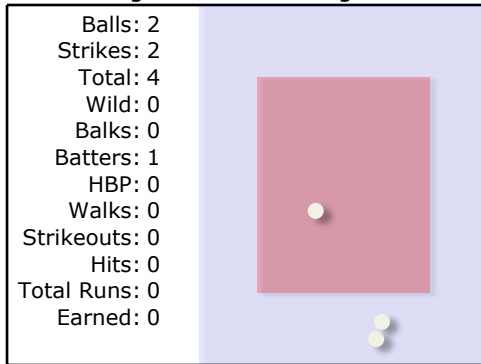 Balls: 2
Strikes: 2
Total: 4
Wild: 0
Balks: 0
Batters: 1
HBP: 0
Walks: 0
Strikeouts: 0
Hits: 0
Total Runs: 0
Earned: 0